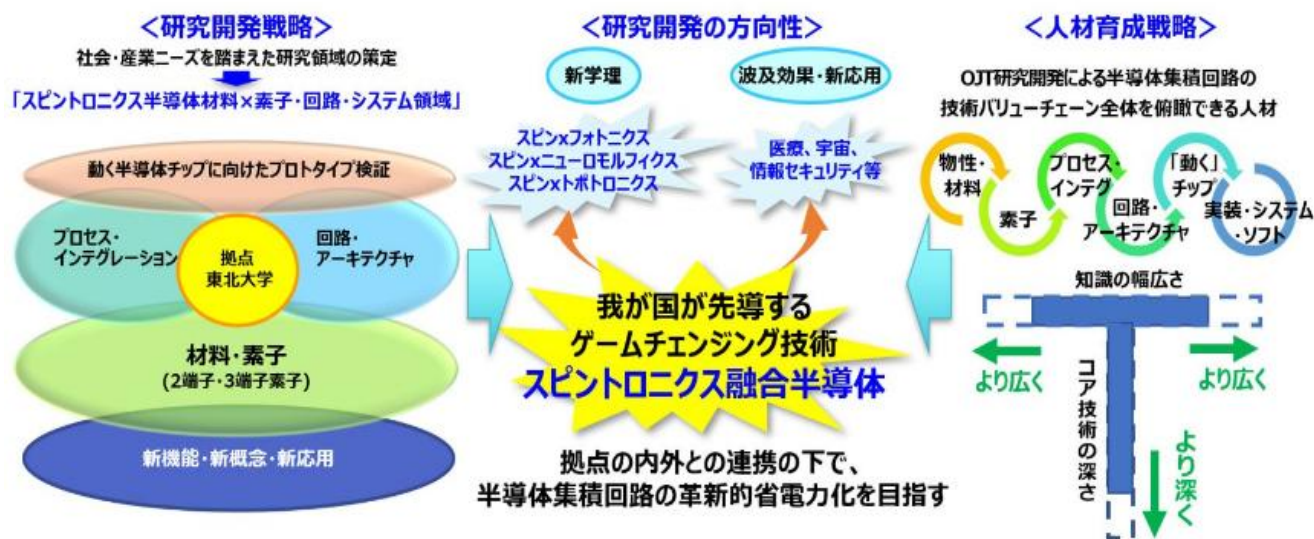 <研究開発戦略>
社会・産業ニーズを踏まえた研究領域の策定
「スピントロニクス半導体材料×素子・回路・システム領域」
動く半導体チップに向けたプロトタイプ検証
プロセス・
インテグレーション
拠点
東北大学
回路・
アーキテクチャ
材料・素子
(2端子・3端子素子)
新機能・新概念・新応用
<研究開発の方向性>
新学理
波及効果・新応用
スピンxフォトニクス
スピンxニューロモルフィクス
スピンxトポトロニクス
医療、宇宙、
情報セキュリティ等
我が国が先導する
ゲームチェンジング技術
スピントロニクス融合半導体
拠点の内外との連携の下で、
半導体集積回路の革新的省電力化を目指す
<人材育成戦略>
OJT研究開発による半導体集積回路の
技術バリューチェーン全体を俯瞰できる人材
物性・
材料
素子
プロセス・
インテグ
回路・
アーキテクチャ
「動く」
チップ
実装・システム
・ソフト
知識の幅広さ
より広く
より広く
コア技術の深さ
より深く